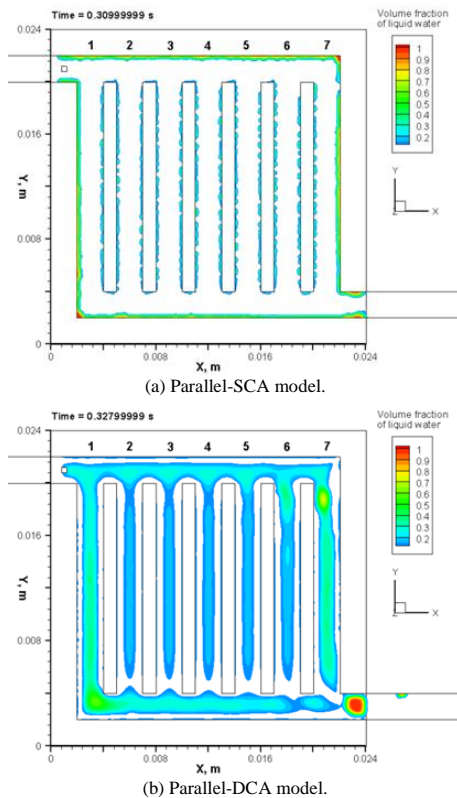 Time = 0.30999999 s
Volume fraction
of liquid water
1
0.9
0.8
0.7
0.6
0.5
0.4
0.3
0.2
0.024
1 2 3 4 5 6 7
0.016
Y, m
0.008
0
0 0.008 0.016 0.024
X, m
Y
Z X
(a) Parallel-SCA model.
Time = 0.32799999 s
Volume fraction
of liquid water
1
0.9
0.8
0.7
0.6
0.5
0.4
0.3
0.2
0.024
1 2 3 4 5 6 7
0.016
Y, m
0.008
0
0 0.008 0.016 0.024
X, m
Y
Z X
(b) Parallel-DCA model.